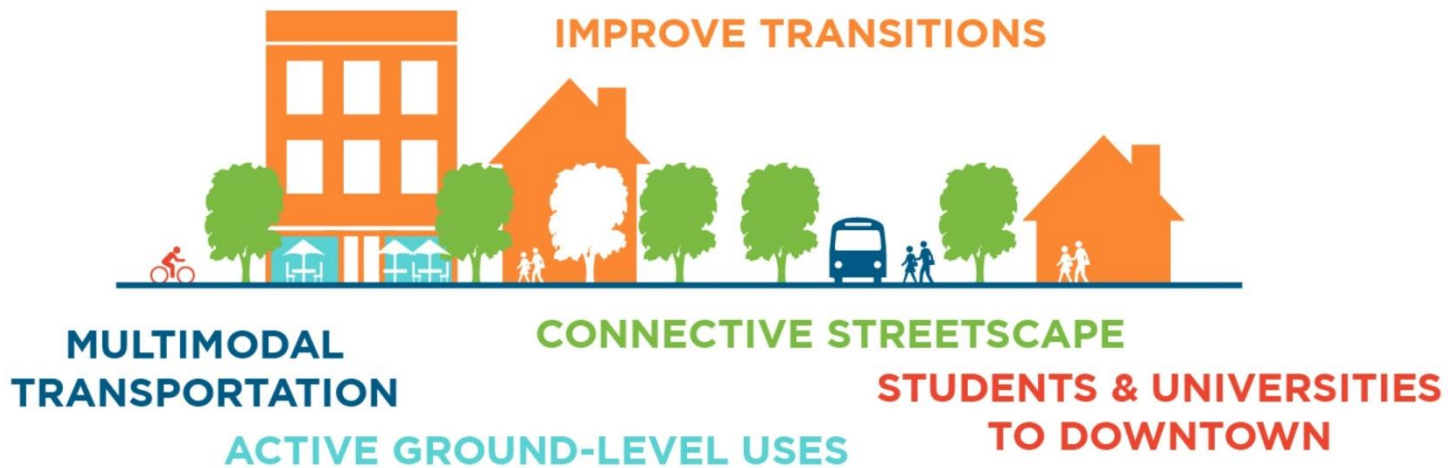 IMPROVE TRANSITIONS
MULTIMODAL
TRANSPORTATION
CONNECTIVE STREETSCAPE
STUDENTS & UNIVERSITIES
TO DOWNTOWN
ACTIVE GROUND-LEVEL USES